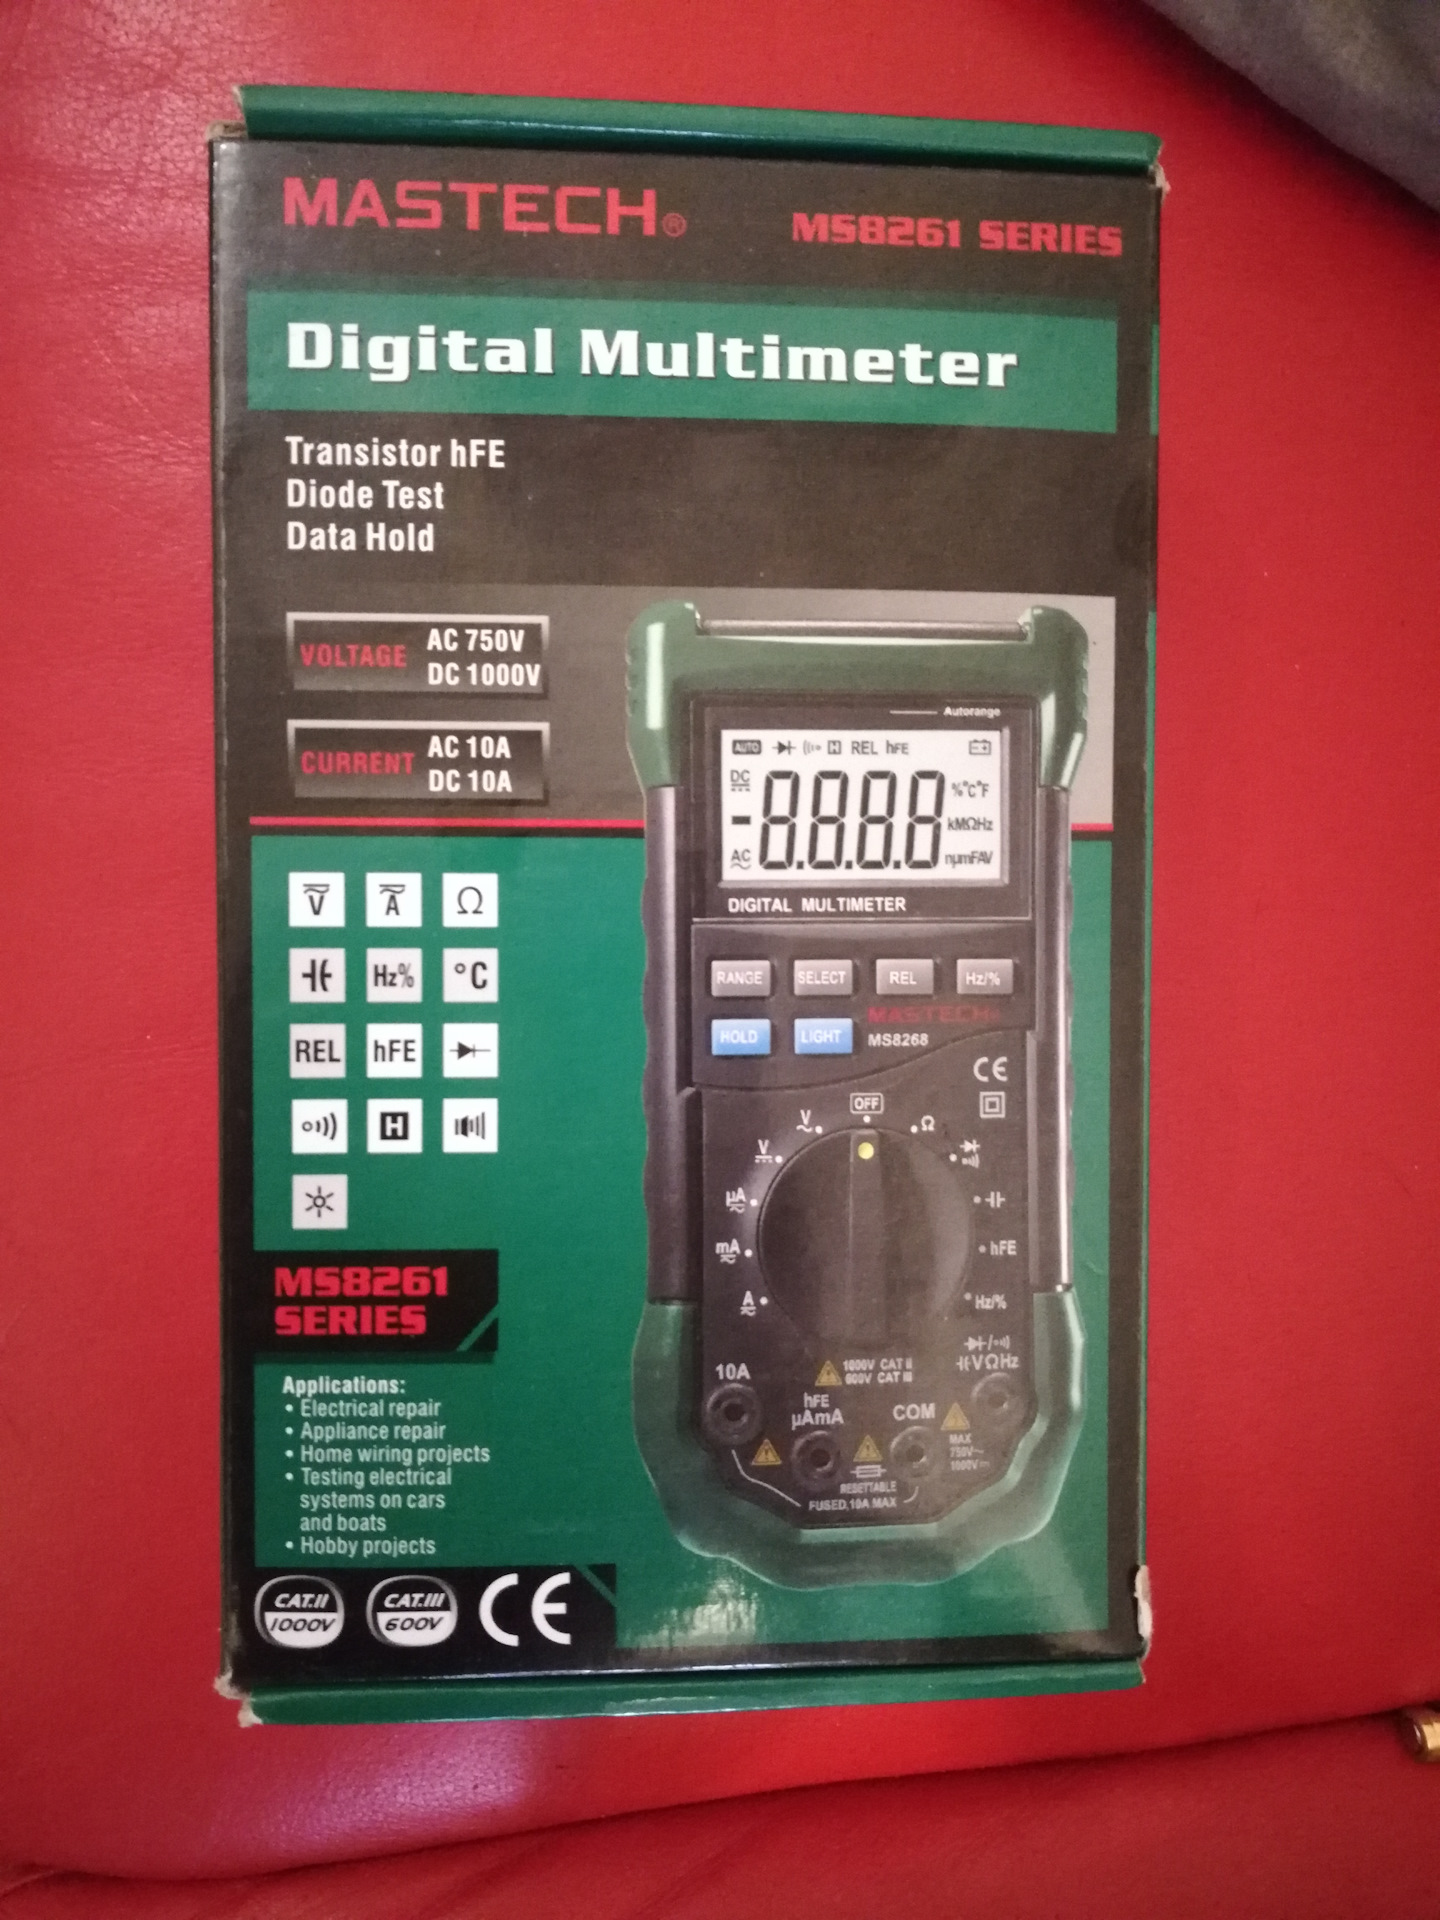 MASTECH®
MS8261 SERIES
Digital Multimeter
Transistor hFE
Diode Test
Data Hold
VOLTAGE AC 750V
DC 1000V
CURRENT AC 10A
DC 10A
V A Ω
Hz% °C
REL hFE
H
MS8261
SERIES
Applications:
• Electrical repair
• Appliance repair
• Home wiring projects
• Testing electrical
systems on cars
and boats
• Hobby projects
CAT.II
1000V
CAT.III
600V
CE
Autorange
AUTO H REL hFE
DC %°C°F
-8.8.8.8 kMΩHz
AC nµmFAV
DIGITAL MULTIMETER
RANGE SELECT REL Hz/%
HOLD LIGHT MASTECH®
MS8268
CE
OFF
V Ω
V
µA
mA hFE
A Hz/%
VΩHz
10A 1000V CAT II
600V CAT III
hFE
µAmA COM
MAX
750V~
1000V
RESETTABLE
FUSED 10A MAX